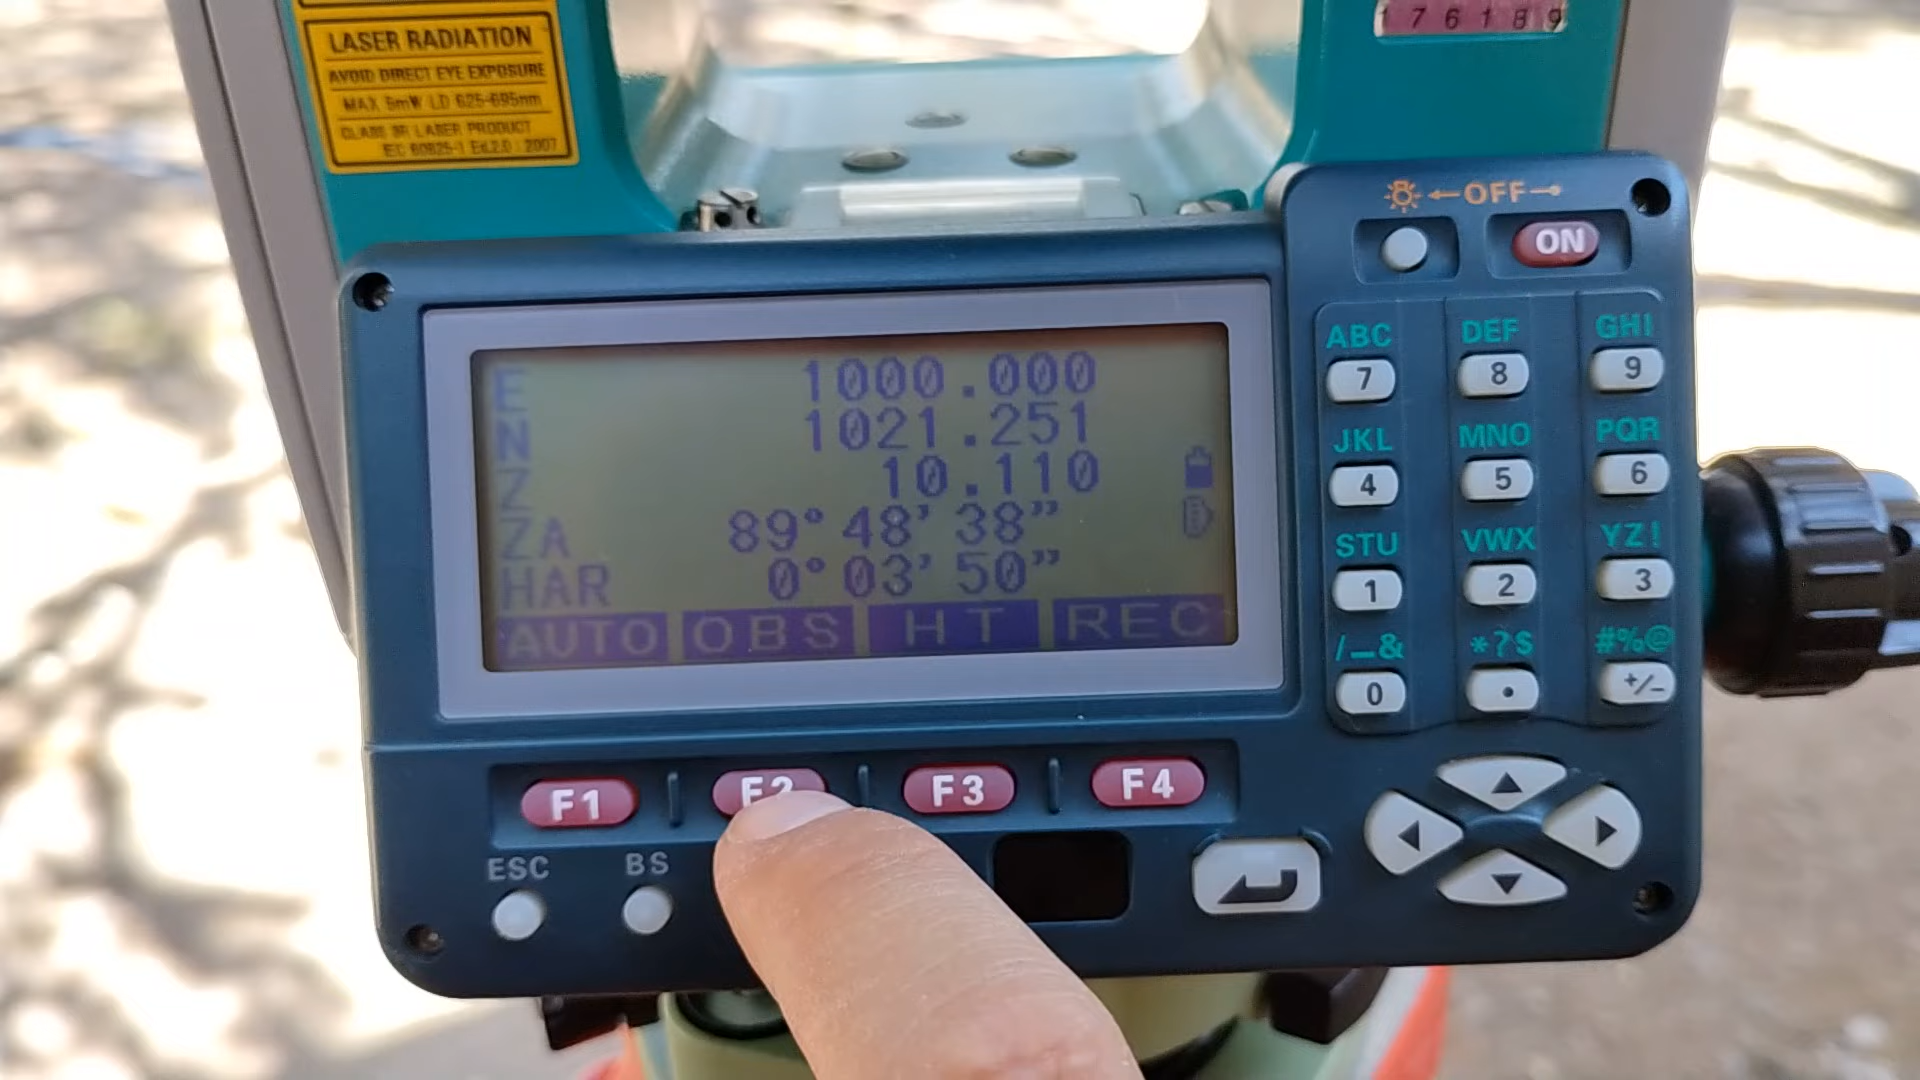 LASER RADIATION
AVOID DIRECT EYE EXPOSURE
MAX 5mW LD 625-695nm
CLASS 3R LASER PRODUCT
IEC 60825-1 Ed.2.0 : 2007
176189
←OFF→
ON
E 1000.000
N 1021.251
Z 10.110
ZA 89°48'38"
HAR 0°03'50"
AUTO OBS HT REC
ABC DEF GHI
7 8 9
JKL MNO PQR
4 5 6
STU VWX YZ!
1 2 3
/_& *?$ #%@
0 . +/-
F1 F2 F3 F4
ESC BS